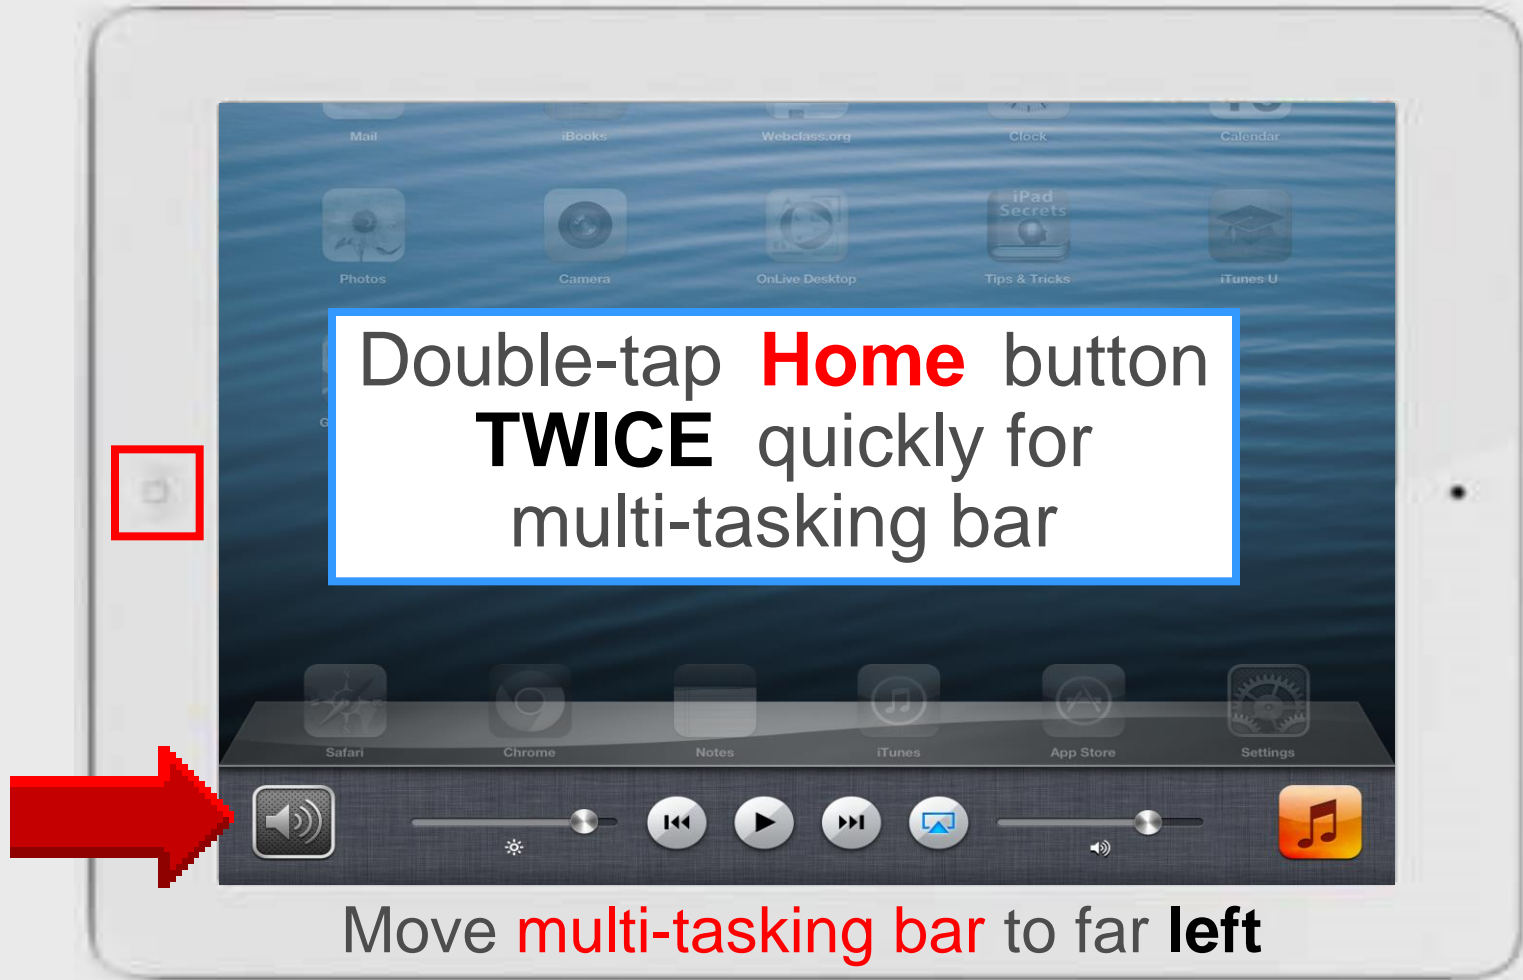 Mail iBooks Webclass.org Clock Calendar
iPad
Secrets
Photos Camera OnLive Desktop Tips & Tricks iTunes U
Double-tap Home button
TWICE quickly for
multi-tasking bar
Safari Chrome Notes iTunes App Store Settings
Move multi-tasking bar to far left